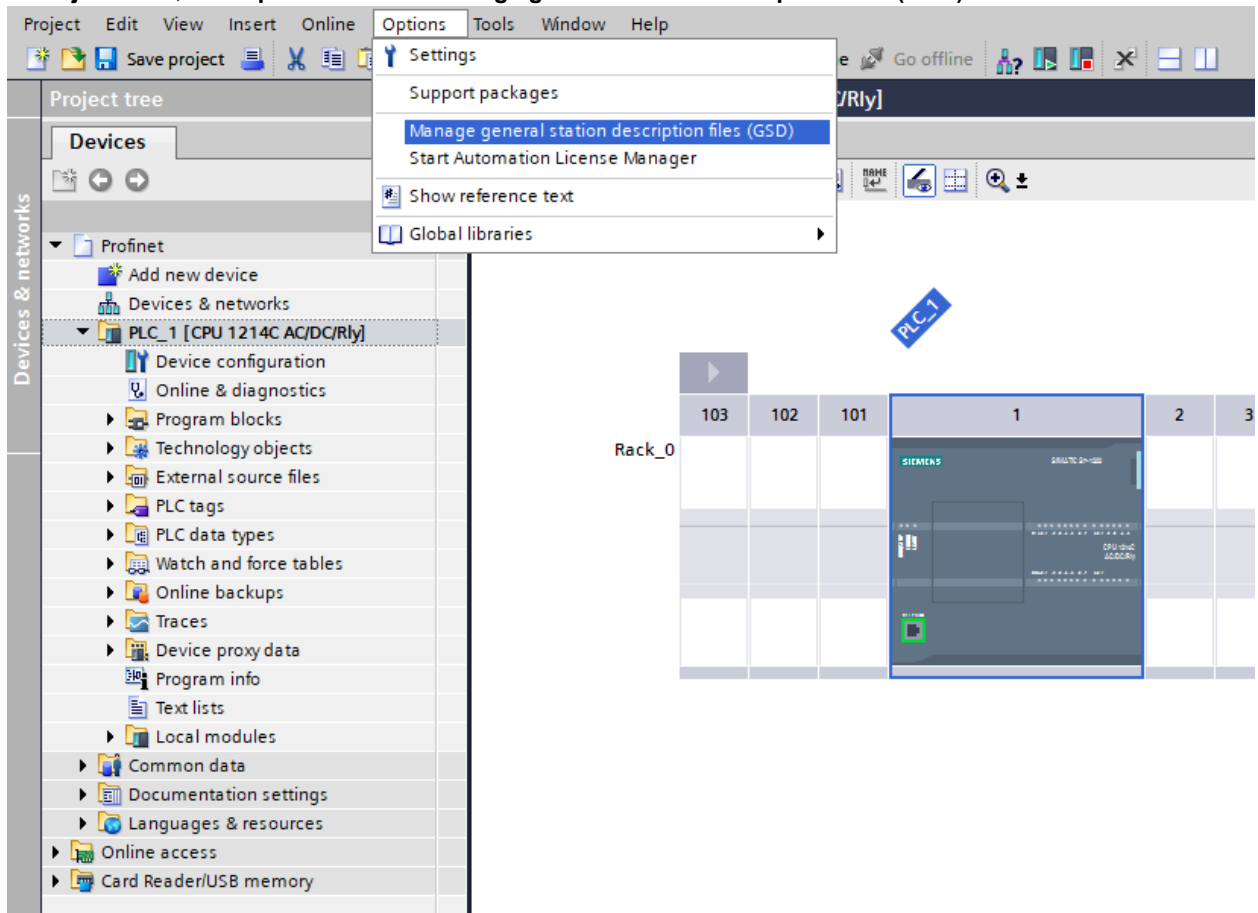 Project Edit View Insert Online Options Tools Window Help
Save project
Go offline
Settings
Support packages
Manage general station description files (GSD)
Start Automation License Manager
Show reference text
Global libraries
Project tree
/Rly]
Devices
Devices & networks
Profinet
Add new device
Devices & networks
PLC_1 [CPU 1214C AC/DC/Rly]
Device configuration
Online & diagnostics
Program blocks
Technology objects
External source files
PLC tags
PLC data types
Watch and force tables
Online backups
Traces
Device proxy data
Program info
Text lists
Local modules
Common data
Documentation settings
Languages & resources
Online access
Card Reader/USB memory
PLC_1
103 102 101 1 2 3
Rack_0
SIEMENS
CPU 1214C
AC/DC/Rly